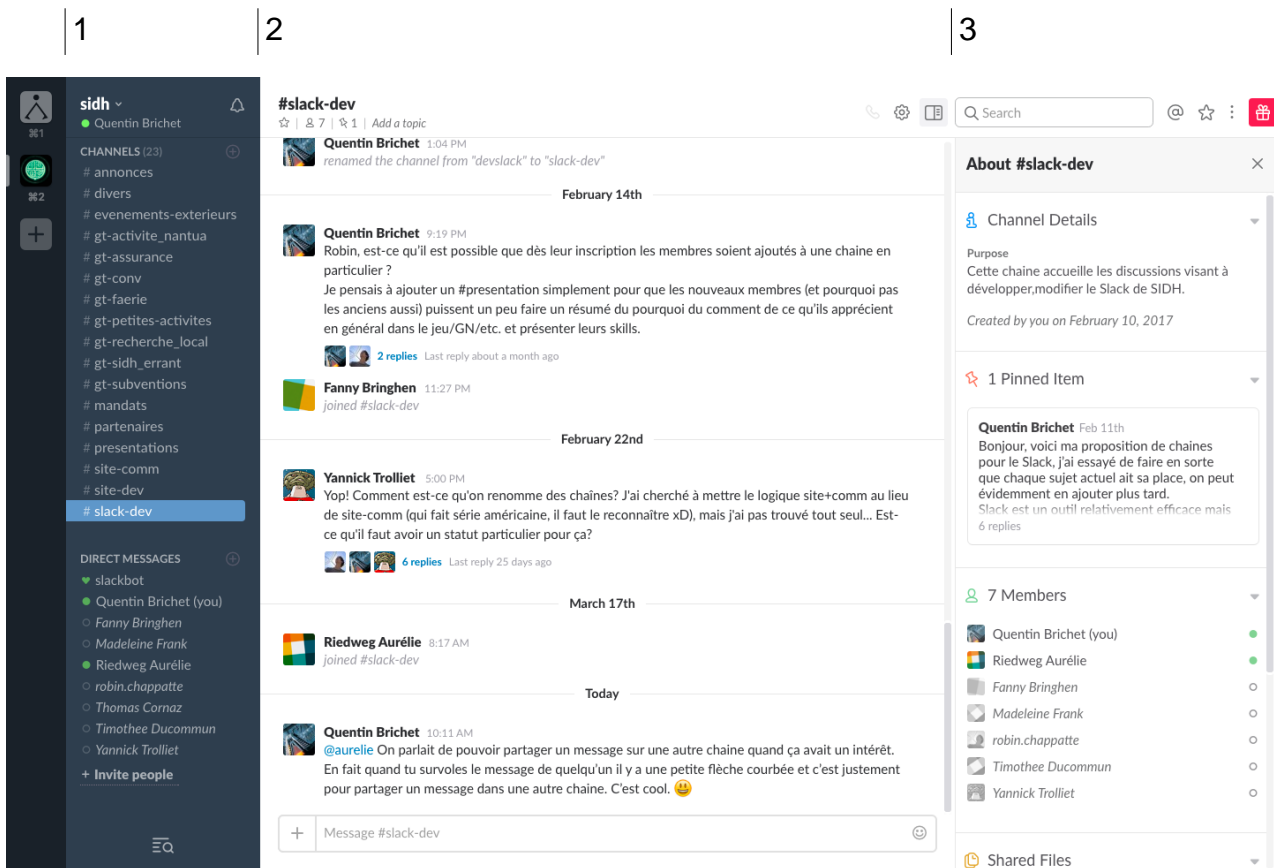 1
2
3
sidh
Quentin Brichet
⌘1
⌘2
CHANNELS (23)
# annonces
# divers
# evenements-exterieurs
# gt-activite_nantua
# gt-assurance
# gt-conv
# gt-faerie
# gt-petites-activites
# gt-recherche_local
# gt-sidh_errant
# gt-subventions
# mandats
# partenaires
# presentations
# site-comm
# site-dev
# slack-dev
DIRECT MESSAGES
slackbot
Quentin Brichet (you)
Fanny Bringhen
Madeleine Frank
Riedweg Aurélie
robin.chappatte
Thomas Cornaz
Timothee Ducommun
Yannick Trolliet
+ Invite people
#slack-dev
7 | 1 | Add a topic
Quentin Brichet 1:04 PM
renamed the channel from "devslack" to "slack-dev"
February 14th
Quentin Brichet 9:19 PM
Robin, est-ce qu'il est possible que dès leur inscription les membres soient ajoutés à une chaine en
particulier ?
Je pensais à ajouter un #presentation simplement pour que les nouveaux membres (et pourquoi pas
les anciens aussi) puissent un peu faire un résumé du pourquoi du comment de ce qu'ils apprécient
en général dans le jeu/GN/etc. et présenter leurs skills.
2 replies Last reply about a month ago
Fanny Bringhen 11:27 PM
joined #slack-dev
February 22nd
Yannick Trolliet 5:00 PM
Yop! Comment est-ce qu'on renomme des chaînes? J'ai cherché à mettre le logique site+comm au lieu
de site-comm (qui fait série américaine, il faut le reconnaître xD), mais j'ai pas trouvé tout seul... Est-
ce qu'il faut avoir un statut particulier pour ça?
6 replies Last reply 25 days ago
March 17th
Riedweg Aurélie 8:17 AM
joined #slack-dev
Today
Quentin Brichet 10:11 AM
@aurelie On parlait de pouvoir partager un message sur une autre chaine quand ça avait un intérêt.
En fait quand tu survoles le message de quelqu'un il y a une petite flèche courbée et c'est justement
pour partager un message dans une autre chaine. C'est cool. 😃
Message #slack-dev
Search
About #slack-dev
Channel Details
Purpose
Cette chaine accueille les discussions visant à
développer,modifier le Slack de SIDH.
Created by you on February 10, 2017
1 Pinned Item
Quentin Brichet Feb 11th
Bonjour, voici ma proposition de chaines
pour le Slack, j'ai essayé de faire en sorte
que chaque sujet actuel ait sa place, on peut
évidemment en ajouter plus tard.
Slack est un outil relativement efficace mais
6 replies
7 Members
Quentin Brichet (you)
Riedweg Aurélie
Fanny Bringhen
Madeleine Frank
robin.chappatte
Timothee Ducommun
Yannick Trolliet
Shared Files